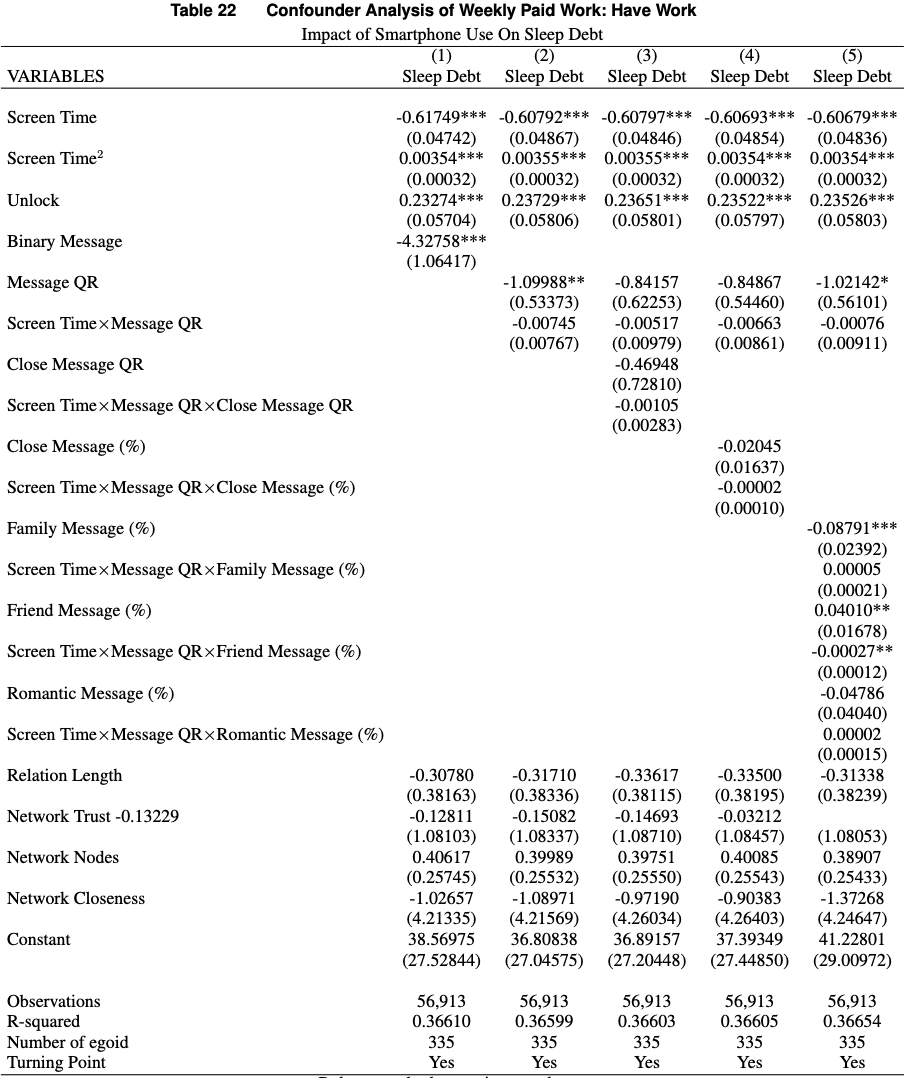 Table 22 Confounder Analysis of Weekly Paid Work: Have Work
Impact of Smartphone Use On Sleep Debt
(1) (2) (3) (4) (5)
VARIABLES Sleep Debt Sleep Debt Sleep Debt Sleep Debt Sleep Debt
Screen Time -0.61749*** -0.60792*** -0.60797*** -0.60693*** -0.60679***
(0.04742) (0.04867) (0.04846) (0.04854) (0.04836)
Screen Time² 0.00354*** 0.00355*** 0.00355*** 0.00354*** 0.00354***
(0.00032) (0.00032) (0.00032) (0.00032) (0.00032)
Unlock 0.23274*** 0.23729*** 0.23651*** 0.23522*** 0.23526***
(0.05704) (0.05806) (0.05801) (0.05797) (0.05803)
Binary Message -4.32758***
(1.06417)
Message QR -1.09988** -0.84157 -0.84867 -1.02142*
(0.53373) (0.62253) (0.54460) (0.56101)
Screen Time×Message QR -0.00745 -0.00517 -0.00663 -0.00076
(0.00767) (0.00979) (0.00861) (0.00911)
Close Message QR -0.46948
(0.72810)
Screen Time×Message QR×Close Message QR -0.00105
(0.00283)
Close Message (%) -0.02045
(0.01637)
Screen Time×Message QR×Close Message (%) -0.00002
(0.00010)
Family Message (%) -0.08791***
(0.02392)
Screen Time×Message QR×Family Message (%) 0.00005
(0.00021)
Friend Message (%) 0.04010**
(0.01678)
Screen Time×Message QR×Friend Message (%) -0.00027**
(0.00012)
Romantic Message (%) -0.04786
(0.04040)
Screen Time×Message QR×Romantic Message (%) 0.00002
(0.00015)
Relation Length -0.30780 -0.31710 -0.33617 -0.33500 -0.31338
(0.38163) (0.38336) (0.38115) (0.38195) (0.38239)
Network Trust -0.13229 -0.12811 -0.15082 -0.14693 -0.03212
(1.08103) (1.08337) (1.08710) (1.08457) (1.08053)
Network Nodes 0.40617 0.39989 0.39751 0.40085 0.38907
(0.25745) (0.25532) (0.25550) (0.25543) (0.25433)
Network Closeness -1.02657 -1.08971 -0.97190 -0.90383 -1.37268
(4.21335) (4.21569) (4.26034) (4.26403) (4.24647)
Constant 38.56975 36.80838 36.89157 37.39349 41.22801
(27.52844) (27.04575) (27.20448) (27.44850) (29.00972)
Observations 56,913 56,913 56,913 56,913 56,913
R-squared 0.36610 0.36599 0.36603 0.36605 0.36654
Number of egoid 335 335 335 335 335
Turning Point Yes Yes Yes Yes Yes